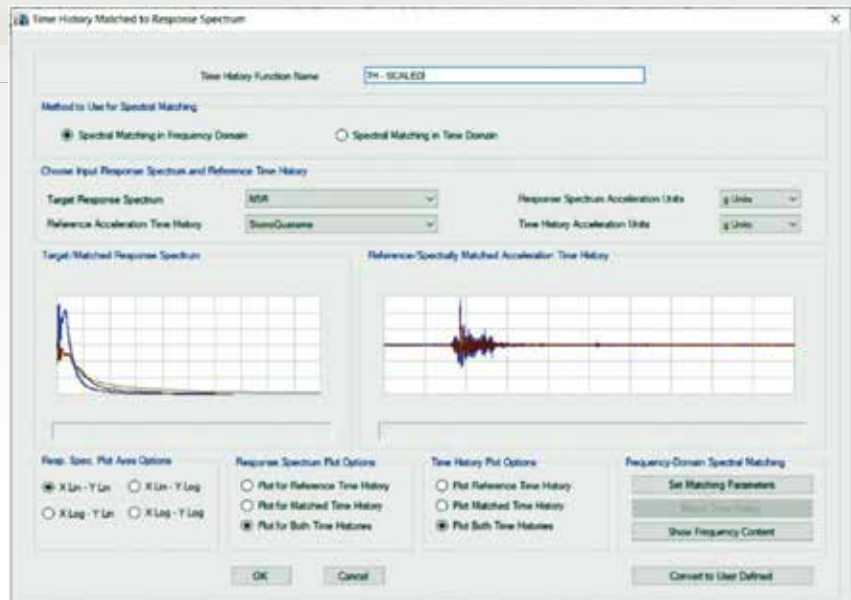 Time History Matched to Response Spectrum
Time History Function Name
TH - SCALED
Method to Use for Spectral Matching
Spectral Matching in Frequency Domain
Spectral Matching in Time Domain
Choose Input Response Spectrum and Reference Time History
Target Response Spectrum
NSR
Response Spectrum Acceleration Units
g Units
Reference Acceleration Time History
Time History Acceleration Units
g Units
Target/Matched Response Spectrum
Reference/Spectrally Matched Acceleration Time History
Resp. Spec. Plot Axes Options
X Lin - Y Lin
X Lin - Y Log
X Log - Y Lin
X Log - Y Log
Response Spectrum Plot Options
Plot for Reference Time History
Plot for Matched Time History
Plot for Both Time Histories
Time History Plot Options
Plot Reference Time History
Plot Matched Time History
Plot Both Time Histories
Frequency-Domain Spectral Matching
Set Matching Parameters
Match Time History
Show Frequency Content
OK
Cancel
Convert to User Defined